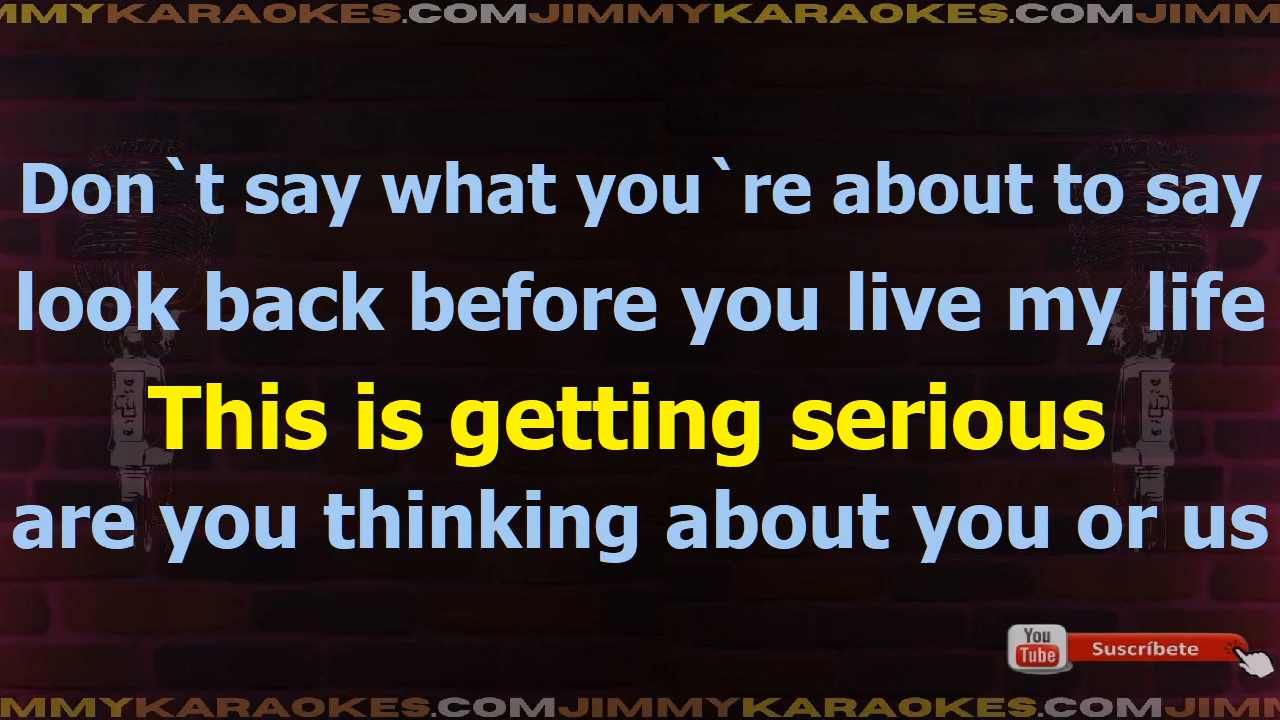 MMYKARAOKES.COMJIMMYKARAOKES.COMJIMM
Don`t say what you`re about to say
look back before you live my life
This is getting serious
are you thinking about you or us
You
Tube
Suscríbete
MMYKARAOKES.COMJIMMYKARAOKES.COMJIMM